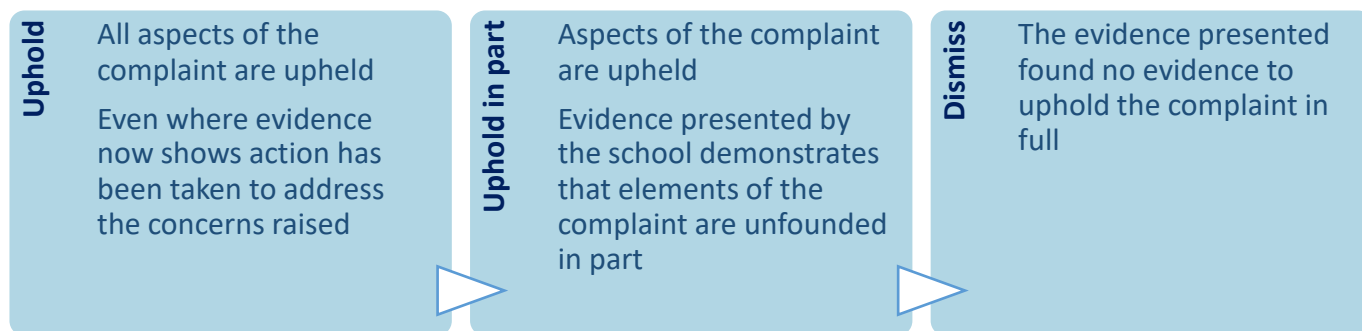 Uphold
All aspects of the
complaint are upheld
Even where evidence
now shows action has
been taken to address
the concerns raised
Uphold in part
Aspects of the complaint
are upheld
Evidence presented by
the school demonstrates
that elements of the
complaint are unfounded
in part
Dismiss
The evidence presented
found no evidence to
uphold the complaint in
full